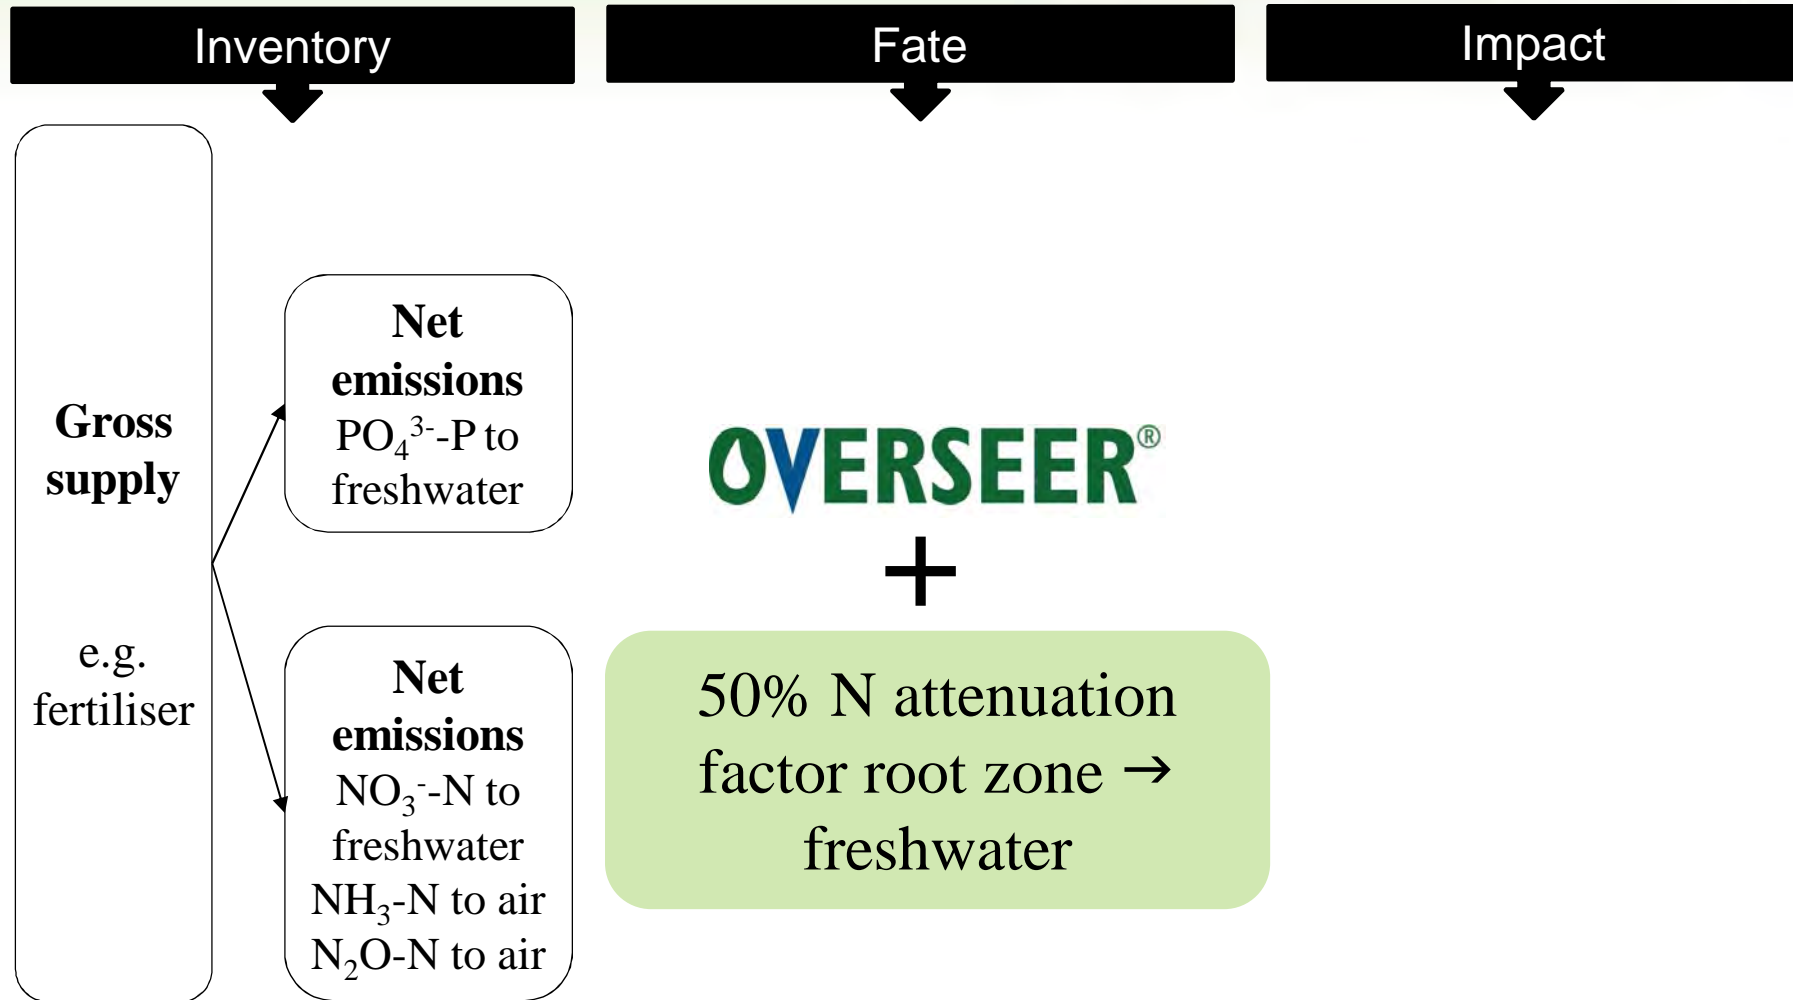 Inventory
Fate
Impact
Gross
supply
e.g.
fertiliser
Net
emissions
PO₄³⁻-P to
freshwater
Net
emissions
NO₃⁻-N to
freshwater
NH₃-N to air
N₂O-N to air
OVERSEER®
+
50% N attenuation
factor root zone →
freshwater